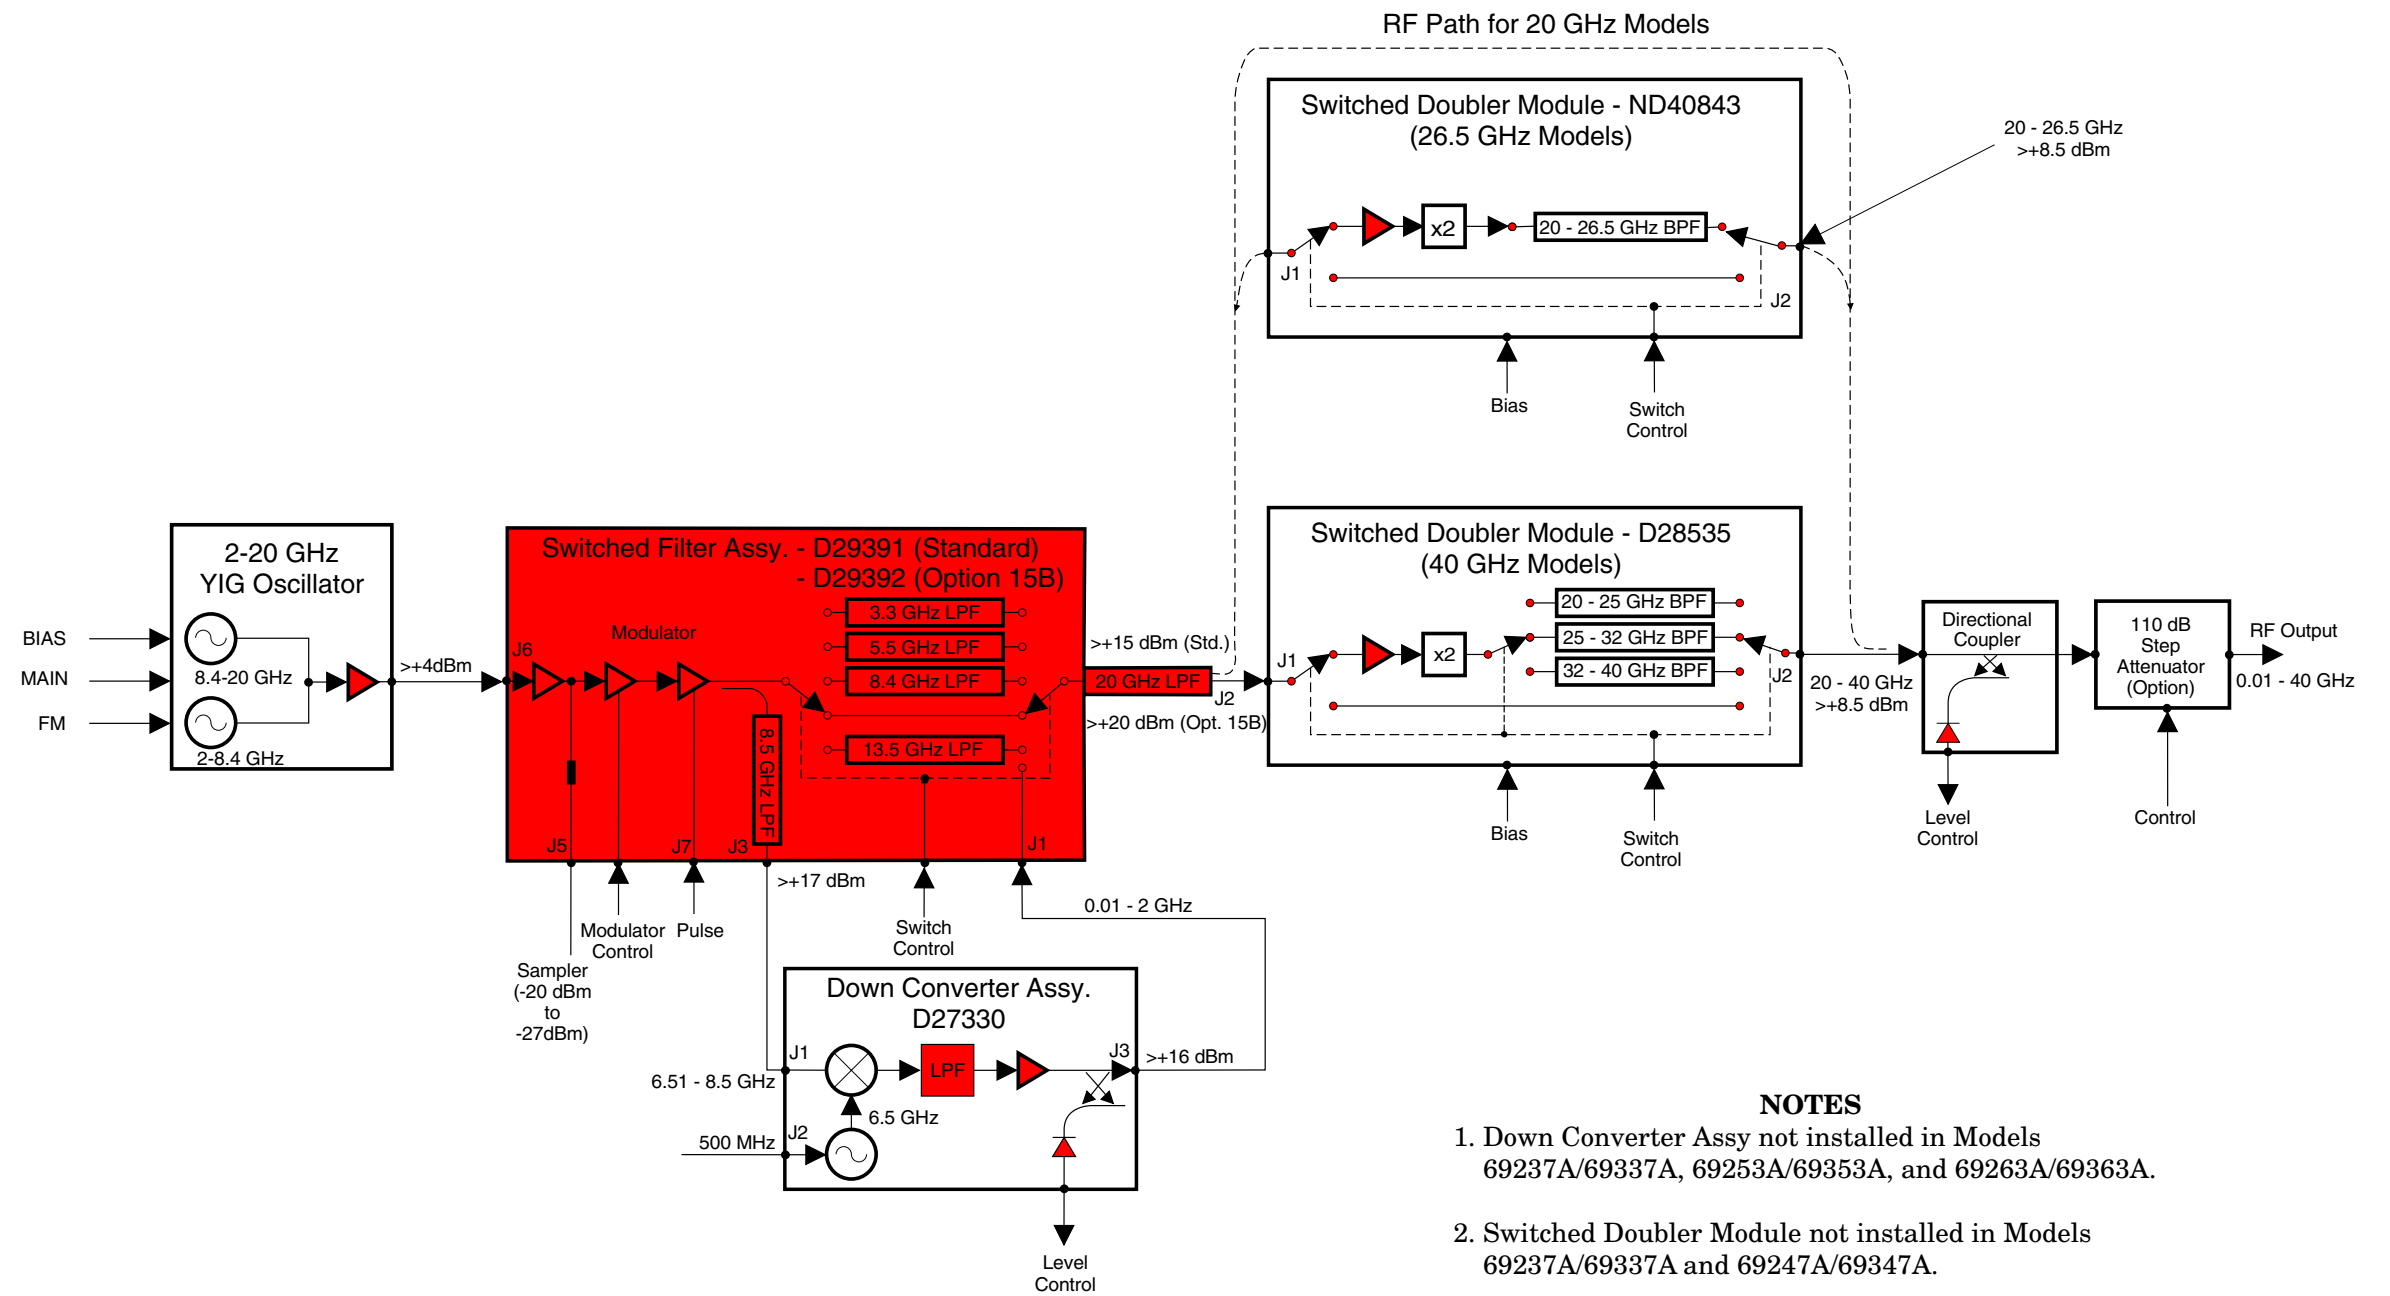 RF Path for 20 GHz Models
Switched Doubler Module - ND40843
(26.5 GHz Models)
20 - 26.5 GHz
>+8.5 dBm
x2
20 - 26.5 GHz BPF
J1
J2
Bias
Switch
Control
2-20 GHz
YIG Oscillator
BIAS
MAIN
FM
8.4-20 GHz
2-8.4 GHz
>+4dBm
Switched Filter Assy. - D29391 (Standard)
- D29392 (Option 15B)
J6
Modulator
3.3 GHz LPF
5.5 GHz LPF
8.4 GHz LPF
13.5 GHz LPF
8.5 GHz LPF
J5
J7
J3
J1
>+15 dBm (Std.)
20 GHz LPF
J2
>+20 dBm (Opt. 15B)
Switched Doubler Module - D28535
(40 GHz Models)
J1
x2
20 - 25 GHz BPF
25 - 32 GHz BPF
32 - 40 GHz BPF
J2
20 - 40 GHz
>+8.5 dBm
Bias
Switch
Control
Directional
Coupler
Level
Control
110 dB
Step
Attenuator
(Option)
Control
RF Output
0.01 - 40 GHz
>+17 dBm
Modulator
Control
Pulse
Switch
Control
0.01 - 2 GHz
Sampler
(-20 dBm
to
-27dBm)
Down Converter Assy.
D27330
J1
6.51 - 8.5 GHz
LPF
J3
>+16 dBm
6.5 GHz
500 MHz
J2
Level
Control
NOTES
1. Down Converter Assy not installed in Models
69237A/69337A, 69253A/69353A, and 69263A/69363A.
2. Switched Doubler Module not installed in Models
69237A/69337A and 69247A/69347A.